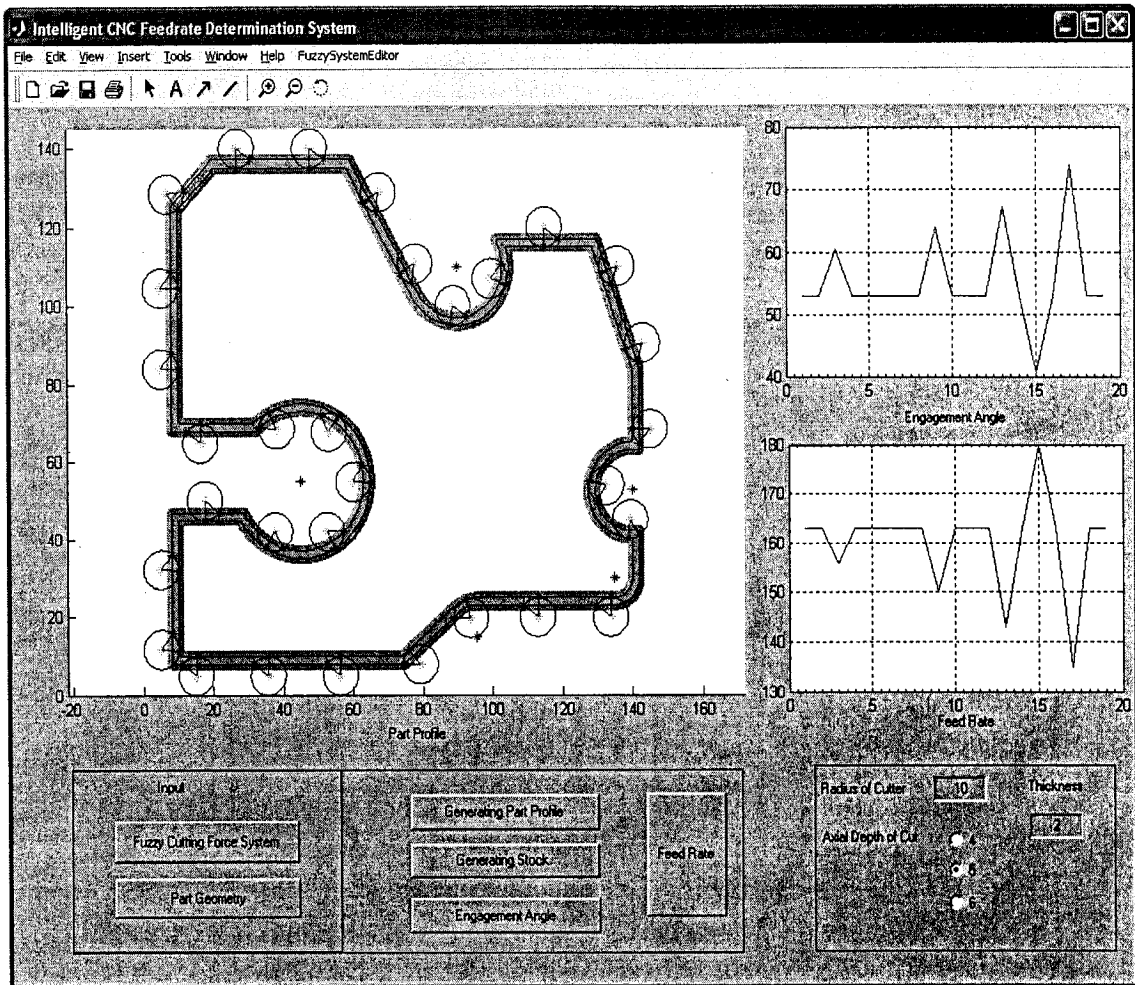 Intelligent CNC Feedrate Determination System
File Edit View Insert Tools Window Help FuzzySystemEditor
A
140
120
100
80
60
40
20
0
-20 0 20 40 60 80 100 120 140 160
Part Profile
80
70
60
50
40
0 5 10 15 20
Engagement Angle
180
170
160
150
140
130
0 5 10 15 20
Feed Rate
Input
Fuzzy Cutting Force System
Part Geometry
Generating Part Profile
Generating Stock
Engagement Angle
Feed Rate
Radius of Cutter 10 Thickness
Axial Depth of Cut 4 2
5
6